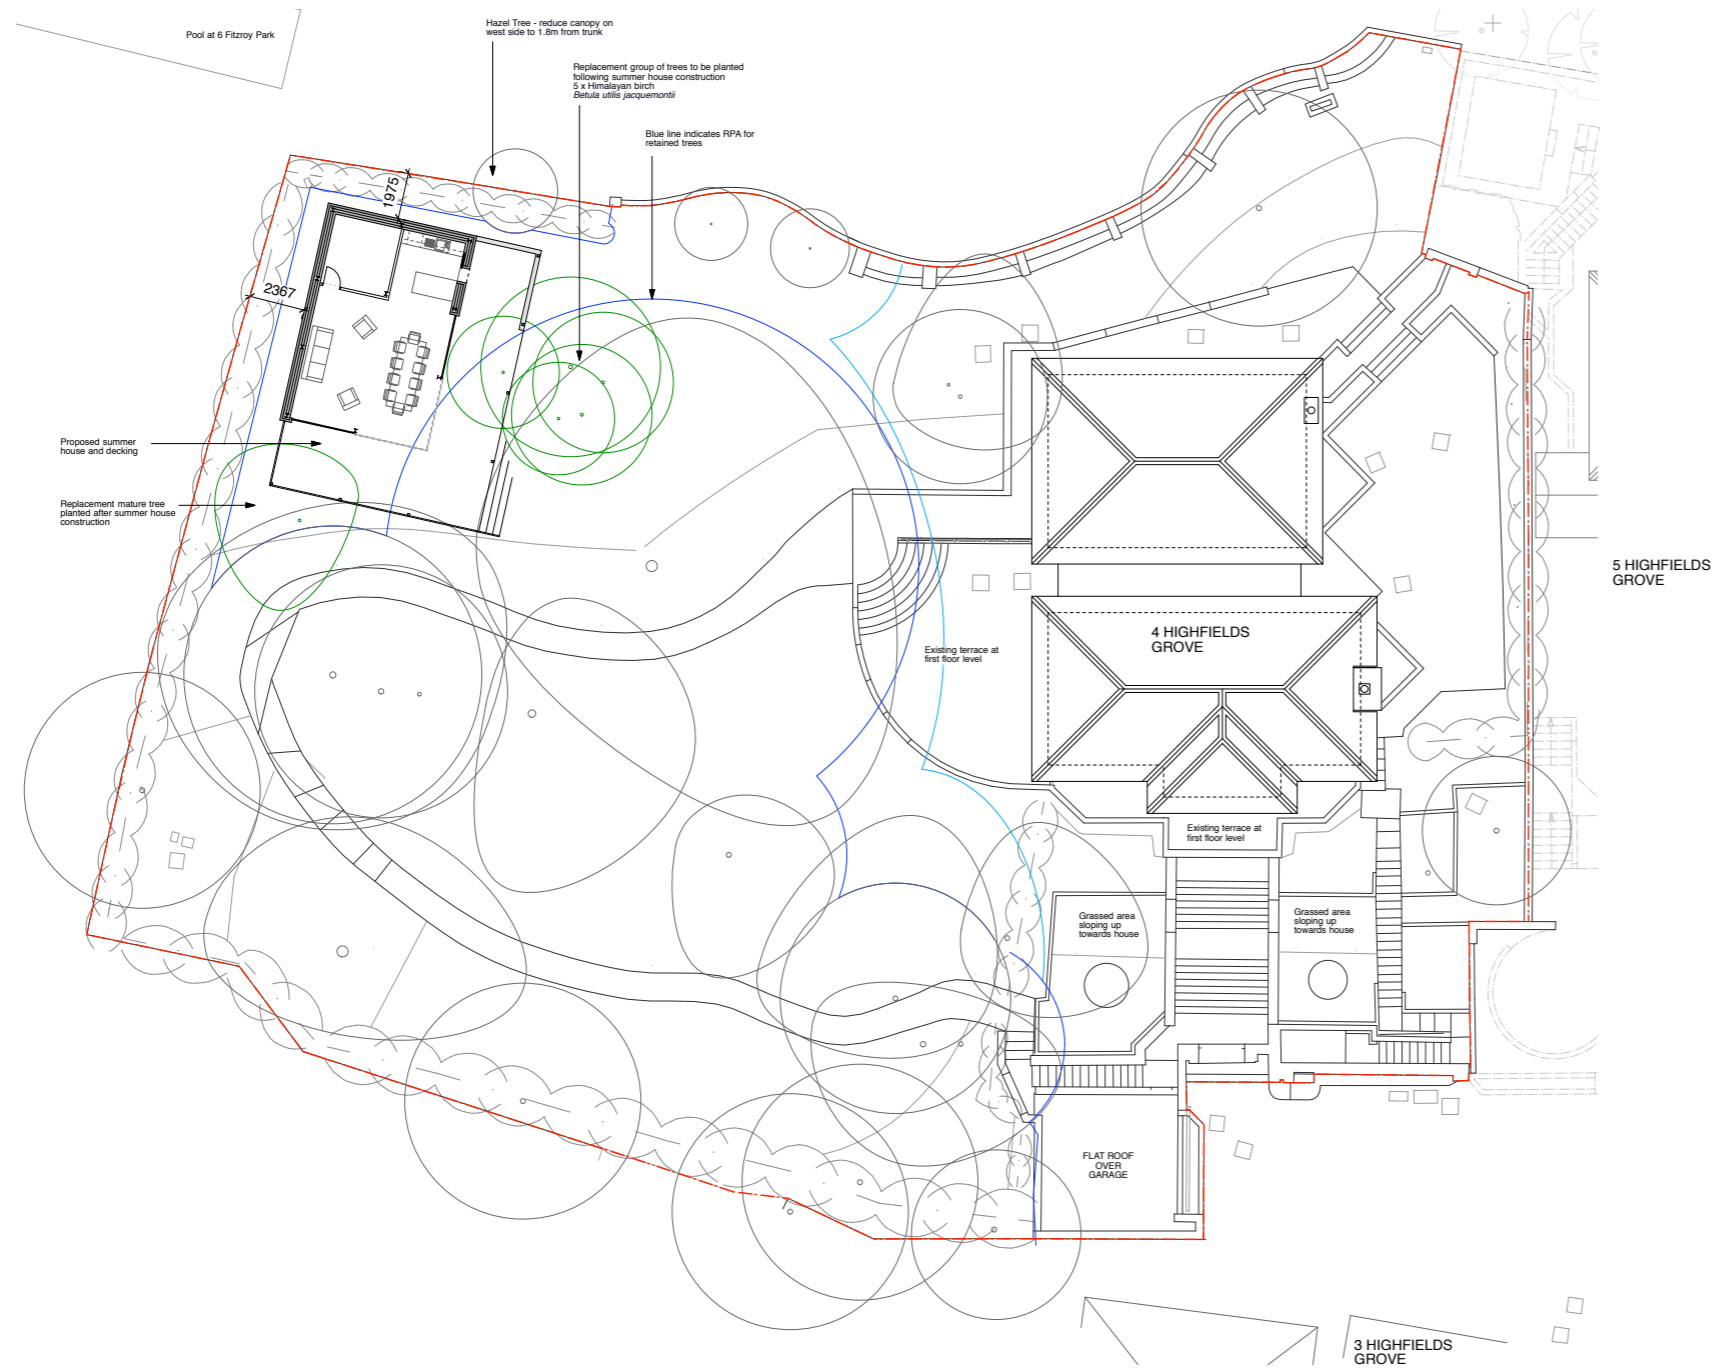 Pool at 6 Fitzroy Park
Hazel Tree - reduce canopy on
west side to 1.8m from trunk
Replacement group of trees to be planted
following summer house construction
5 x Himalayan birch
Betula utilis jacquemontii
Blue line indicates RPA for
retained trees
1975
2367
Proposed summer
house and decking
Replacement mature tree
planted after summer house
construction
5 HIGHFIELDS
GROVE
4 HIGHFIELDS
GROVE
Existing terrace at
first floor level
Existing terrace at
first floor level
Grassed area
sloping up
towards house
Grassed area
sloping up
towards house
FLAT ROOF
OVER
GARAGE
3 HIGHFIELDS
GROVE